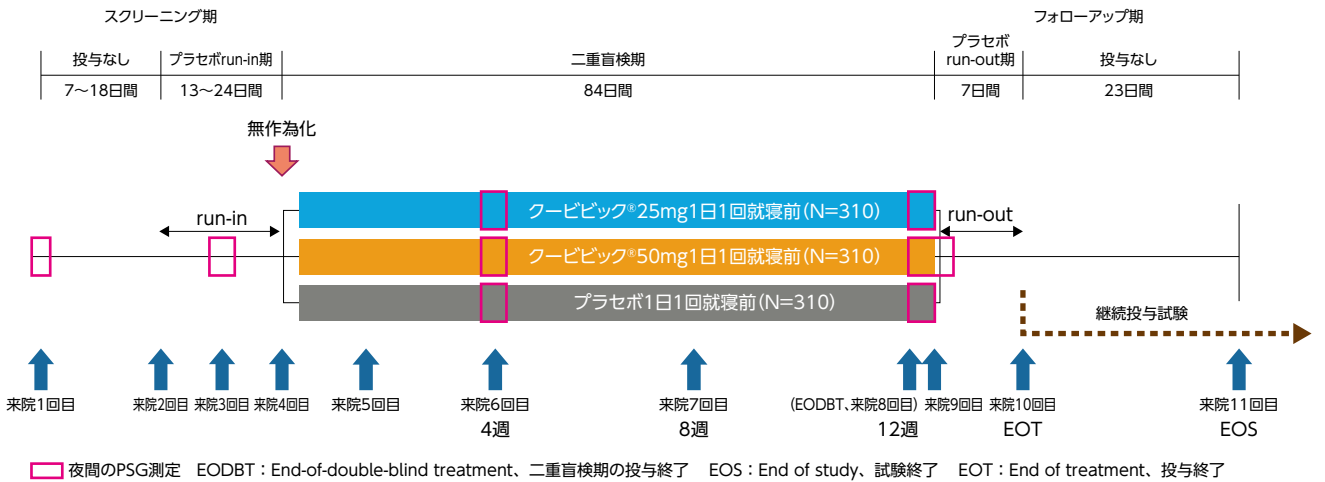 スクリーニング期
フォローアップ期
投与なし
プラセボrun-in期
二重盲検期
プラセボ
run-out期
投与なし
7〜18日間
13〜24日間
84日間
7日間
23日間
無作為化
run-in
クービビック®25mg1日1回就寝前(N=310)
run-out
クービビック®50mg1日1回就寝前(N=310)
プラセボ1日1回就寝前(N=310)
継続投与試験
来院1回目
来院2回目
来院3回目
来院4回目
来院5回目
来院6回目
4週
来院7回目
8週
(EODBT、来院8回目)
12週
来院9回目
来院10回目
EOT
来院11回目
EOS
夜間のPSG測定 EODBT：End-of-double-blind treatment、二重盲検期の投与終了 EOS：End of study、試験終了 EOT：End of treatment、投与終了